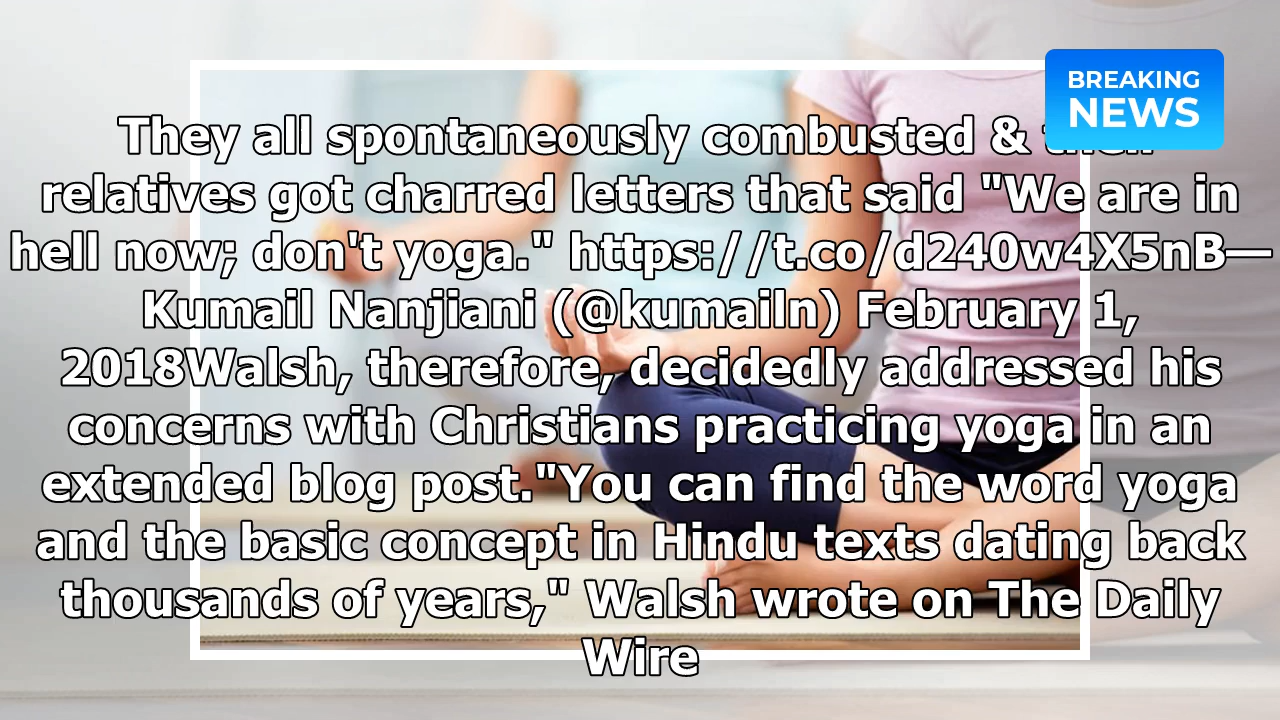 BREAKING
NEWS
They all spontaneously combusted &
relatives got charred letters that said "We are in
hell now; don't yoga." https://t.co/d240w4X5nB—
Kumail Nanjiani (@kumailn) February 1,
2018Walsh, therefore, decidedly addressed his
concerns with Christians practicing yoga in an
extended blog post."You can find the word yoga
and the basic concept in Hindu texts dating back
thousands of years," Walsh wrote on The Daily
Wire